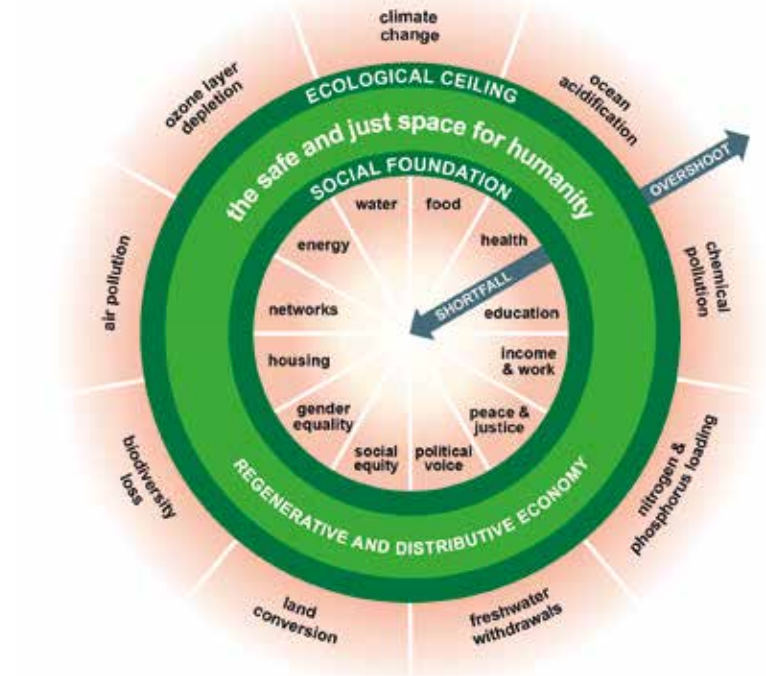 climate
change
ocean
acidification
chemical
pollution
nitrogen &
phosphorus loading
freshwater
withdrawals
land
conversion
biodiversity
loss
air pollution
ozone layer
depletion
OVERSHOOT
ECOLOGICAL CEILING
the safe and just space for humanity
SOCIAL FOUNDATION
water
food
health
SHORTFALL
education
income
& work
peace &
justice
political
voice
social
equity
gender
equality
housing
networks
energy
REGENERATIVE AND DISTRIBUTIVE ECONOMY